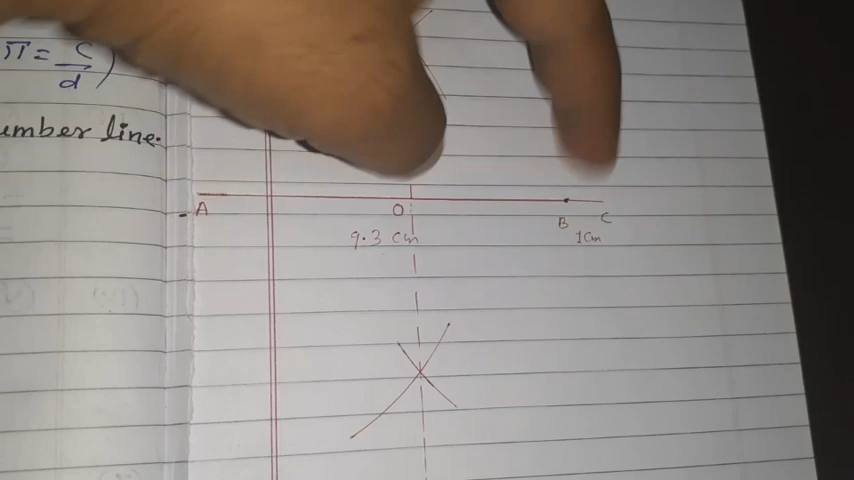 π = C/d )
umber line.
A O B C
9.3 cm 1cm